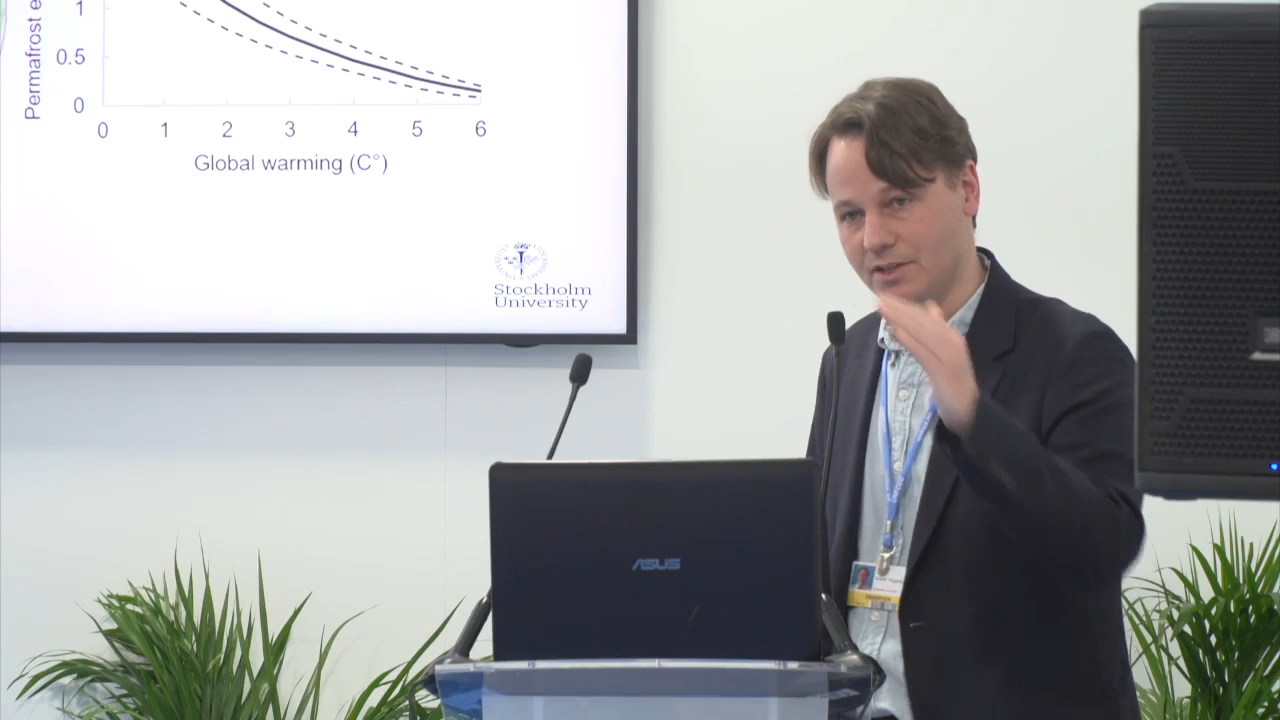 1
Permafrost e
0.5
0
0 1 2 3 4 5 6
Global warming (C°)
Stockholm
University
ASUS